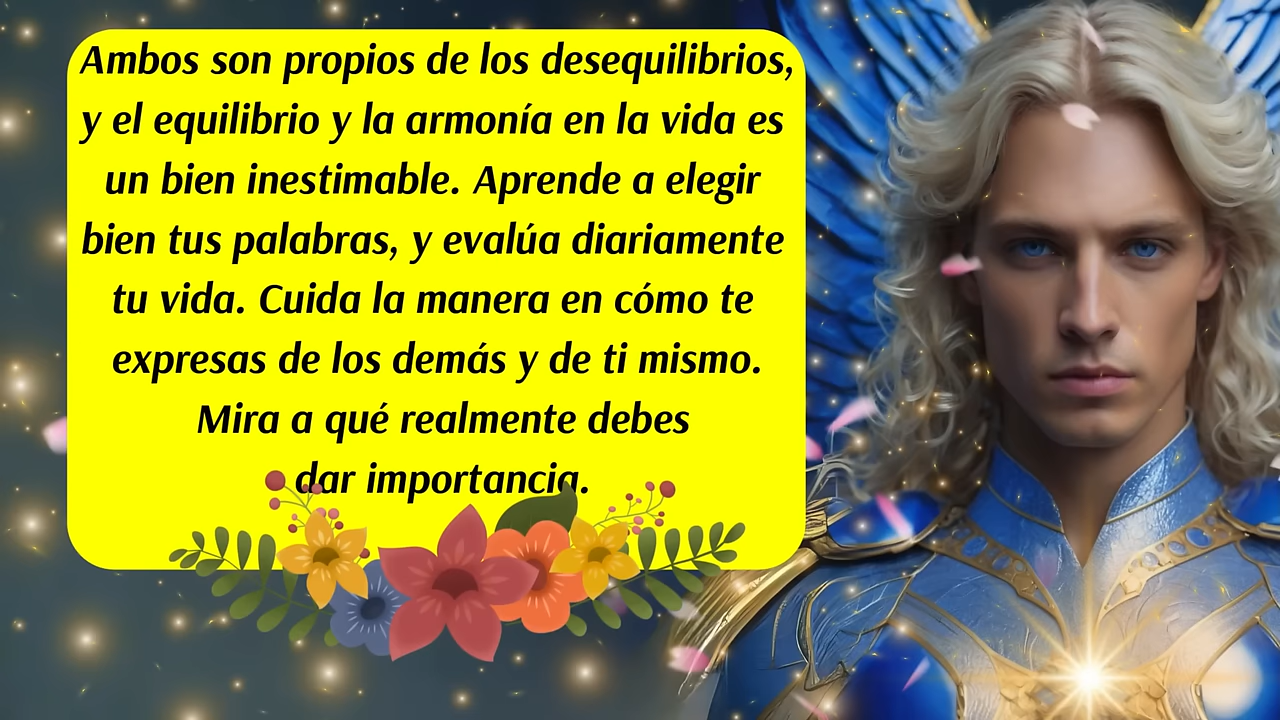 Ambos son propios de los desequilibrios,
y el equilibrio y la armonía en la vida es
un bien inestimable. Aprende a elegir
bien tus palabras, y evalúa diariamente
tu vida. Cuida la manera en cómo te
expresas de los demás y de ti mismo.
Mira a qué realmente debes
dar importancia.